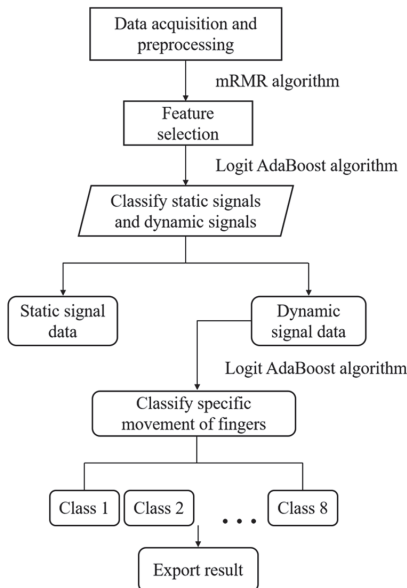 Data acquisition and
preprocessing
mRMR algorithm
Feature
selection
Logit AdaBoost algorithm
Classify static signals
and dynamic signals
Static signal
data
Dynamic
signal data
Logit AdaBoost algorithm
Classify specific
movement of fingers
Class 1
Class 2
• • •
Class 8
Export result